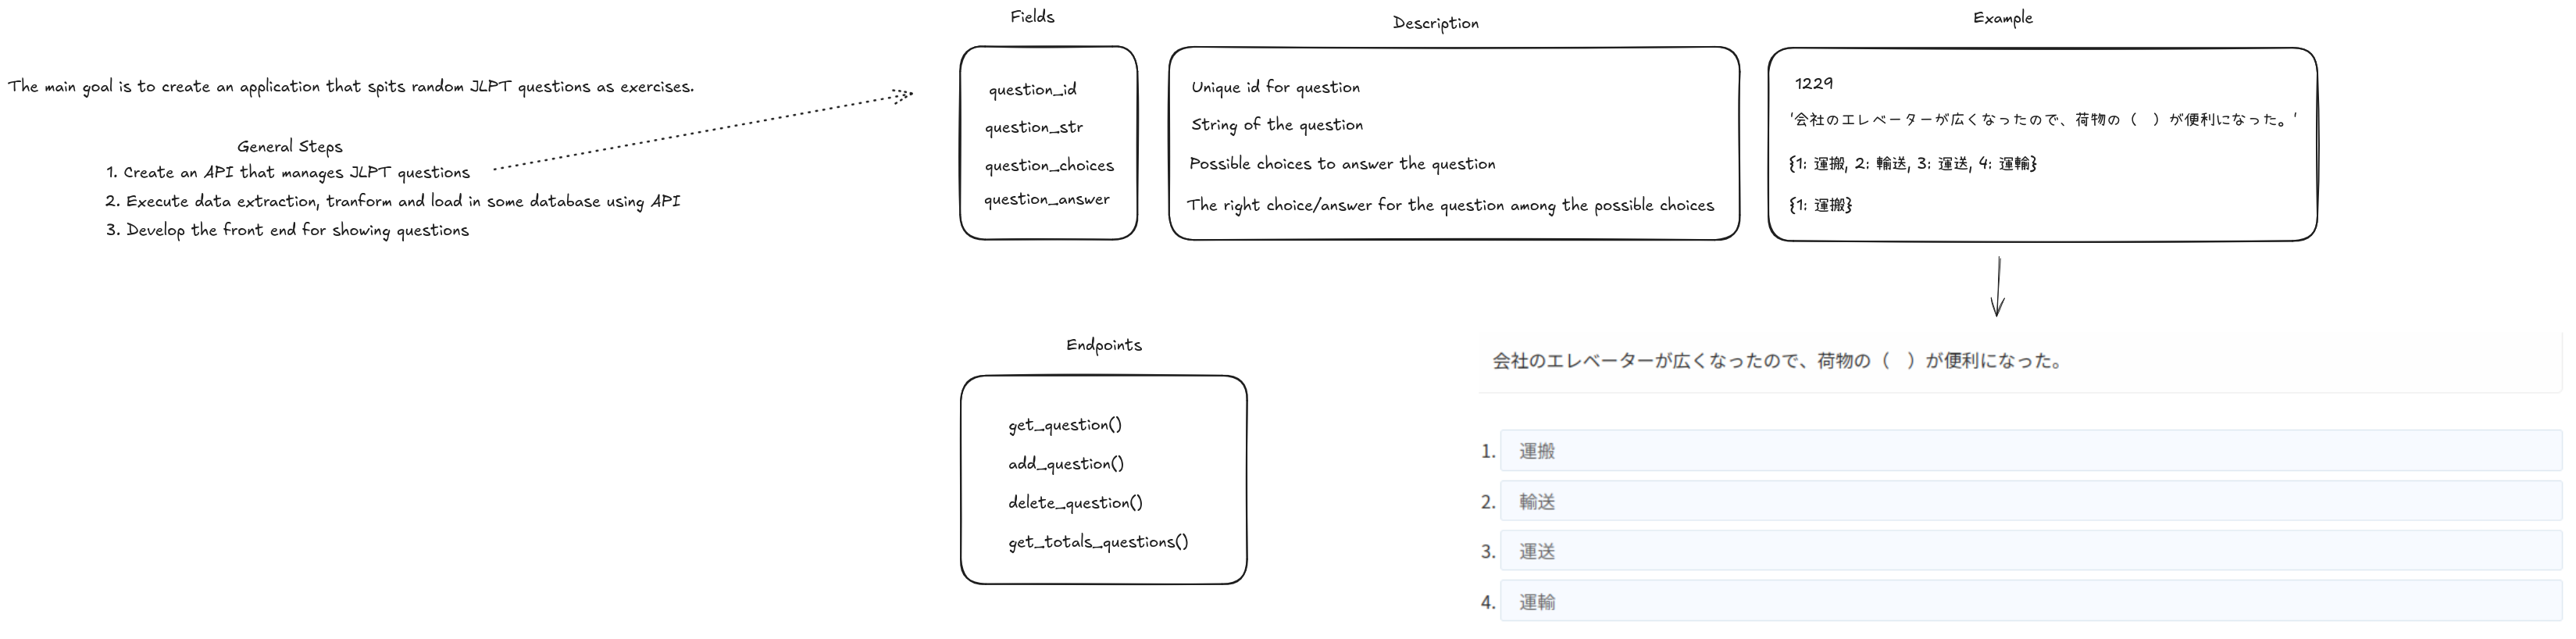 The main goal is to create an application that spits random JLPT questions as exercises.
General Steps
1. Create an API that manages JLPT questions
2. Execute data extraction, tranform and load in some database using API
3. Develop the front end for showing questions
Fields
question_id
question_str
question_choices
question_answer
Description
Unique id for question
String of the question
Possible choices to answer the question
The right choice/answer for the question among the possible choices
Example
1229
'会社のエレベーターが広くなったので、荷物の（　）が便利になった。'
{1: 運搬, 2: 輸送, 3: 運送, 4: 運輸}
{1: 運搬}
Endpoints
get_question()
add_question()
delete_question()
get_totals_questions()
会社のエレベーターが広くなったので、荷物の（　）が便利になった。
1. 運搬
2. 輸送
3. 運送
4. 運輸